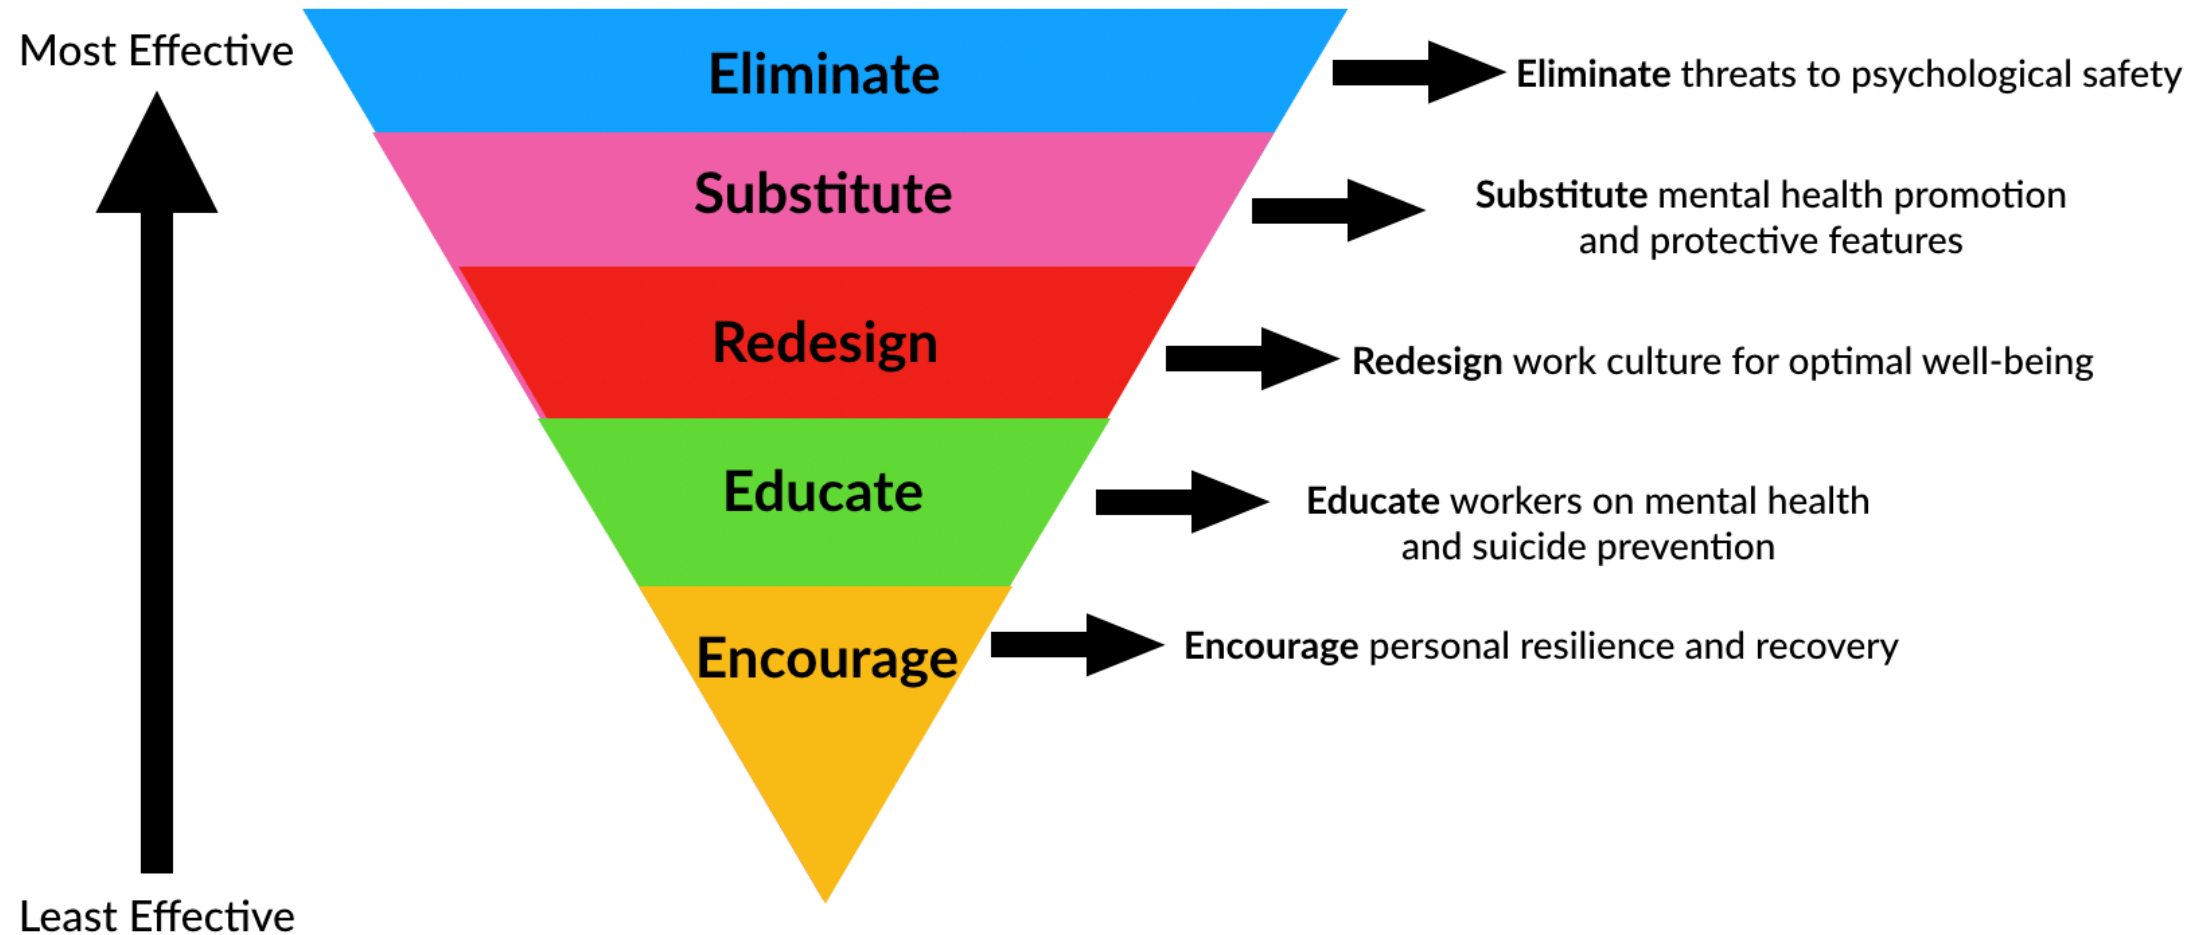 Most Effective
Eliminate
Eliminate threats to psychological safety
Substitute
Substitute mental health promotion
and protective features
Redesign
Redesign work culture for optimal well-being
Educate
Educate workers on mental health
and suicide prevention
Encourage
Encourage personal resilience and recovery
Least Effective